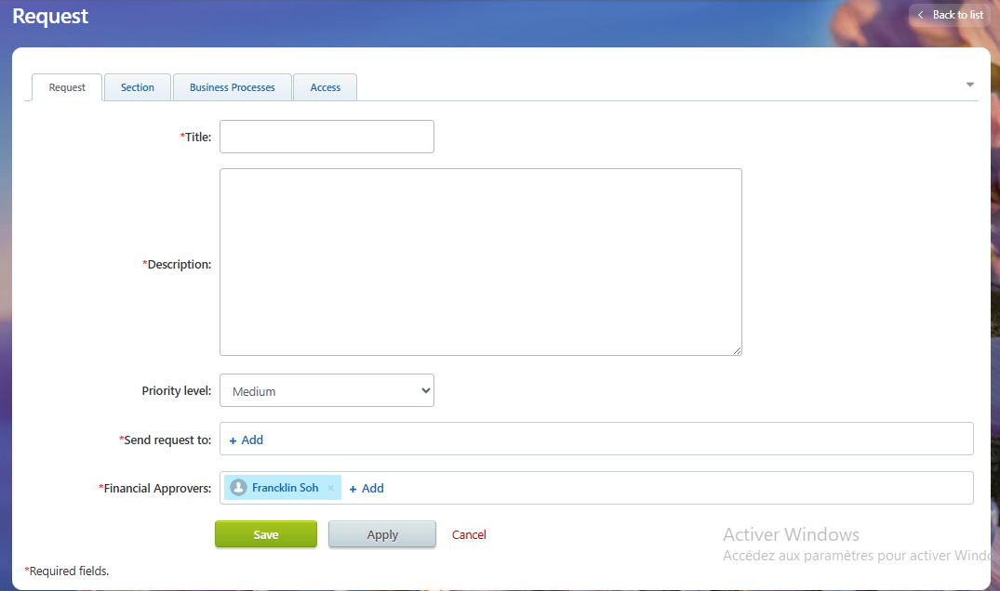 Request
Back to list
Request Section Business Processes Access
*Title:
*Description:
Priority level: Medium
*Send request to: + Add
*Financial Approvers: Francklin Soh × + Add
Save Apply Cancel
Activer Windows
Accédez aux paramètres pour activer Windo
*Required fields.